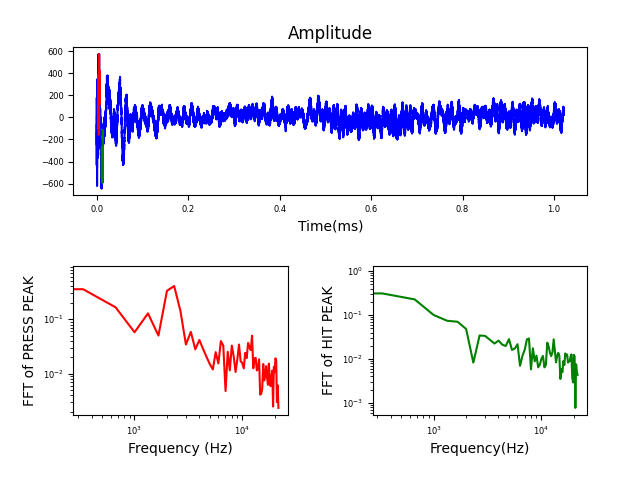 Amplitude
600
400
200
0
−200
−400
−600
0.0 0.2 0.4 0.6 0.8 1.0
Time(ms)
FFT of PRESS PEAK
10⁻¹
10⁻²
10³ 10⁴
Frequency (Hz)
FFT of HIT PEAK
10⁰
10⁻¹
10⁻²
10⁻³
10³ 10⁴
Frequency(Hz)